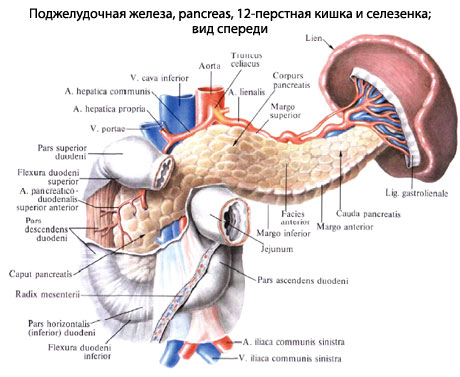 Поджелудочная железа, pancreas, 12-перстная кишка и селезенка;
вид спереди
Lien
Truncus
celiacus
Aorta
V. cava inferior
Corpurs
pancreatis
A. hepatica communis
A. lienalis
A. hepatica propria
Margo
superior
V. portae
Pars superior
duodeni
Flexura duodeni
superior
A. pancreatico-
duodenalis
superior anterior
Lig. gastrolienale
Pars
descendens
duodeni
Facies
anterior
Cauda pancreatis
Margo inferior
Margo anterior
Jejunum
Caput pancreatis
Pars ascendens duodeni
Radix mesenterii
Pars horizontalis
(inferior) duodeni
Flexura duodeni
inferior
A. iliaca communis sinistra
V. iliaca communis sinistra